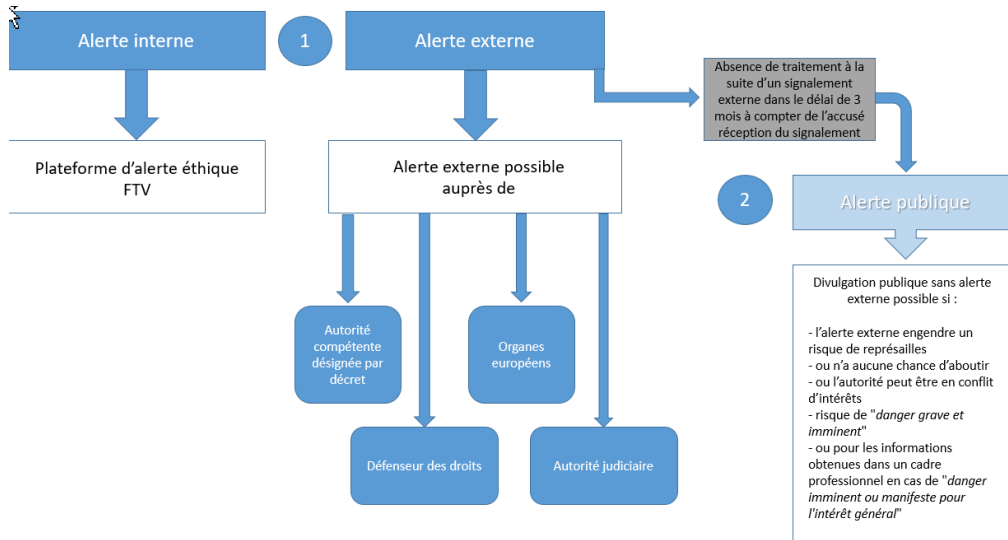 Alerte interne
1
Alerte externe
Absence de traitement à la
suite d'un signalement
externe dans le délai de 3
mois à compter de l'accusé
réception du signalement
Plateforme d'alerte éthique
FTV
Alerte externe possible
auprès de
2
Alerte publique
Autorité
compétente
désignée par
décret
Organes
européens
Défenseur des droits
Autorité judiciaire
Divulgation publique sans alerte
externe possible si :
- l'alerte externe engendre un
risque de représailles
- ou n'a aucune chance d'aboutir
- ou l'autorité peut être en conflit
d'intérêts
- risque de "danger grave et
imminent"
- ou pour les informations
obtenues dans un cadre
professionnel en cas de "danger
imminent ou manifeste pour
l'intérêt général"